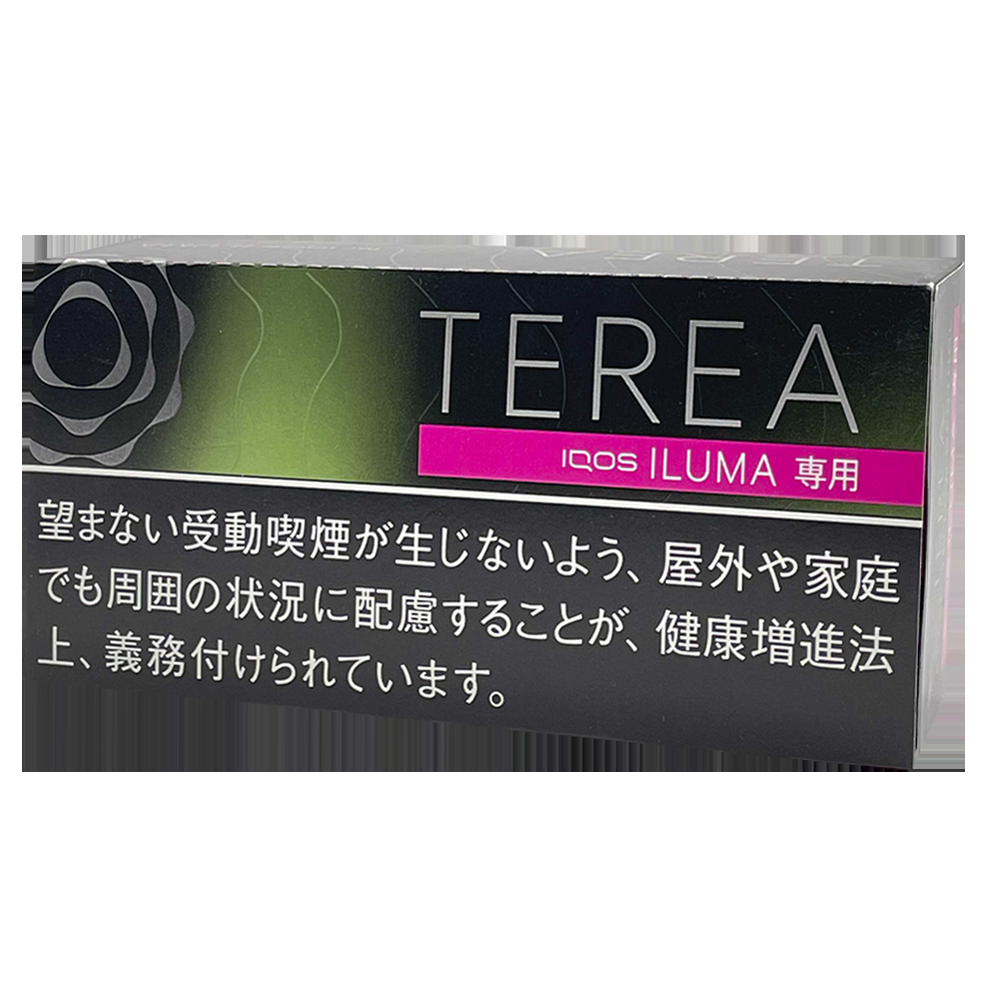 TEREA
IQOS ILUMA 専用
望まない受動喫煙が生じないよう、屋外や家庭
でも周囲の状況に配慮することが、健康増進法
上、義務付けられています。